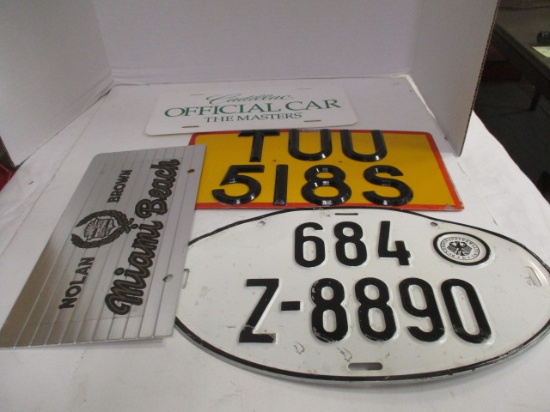 Cadillac
OFFICIAL CAR
THE MASTERS
TUU
518S
NOLAN BROWN
Miami Beach
684
Z-8890